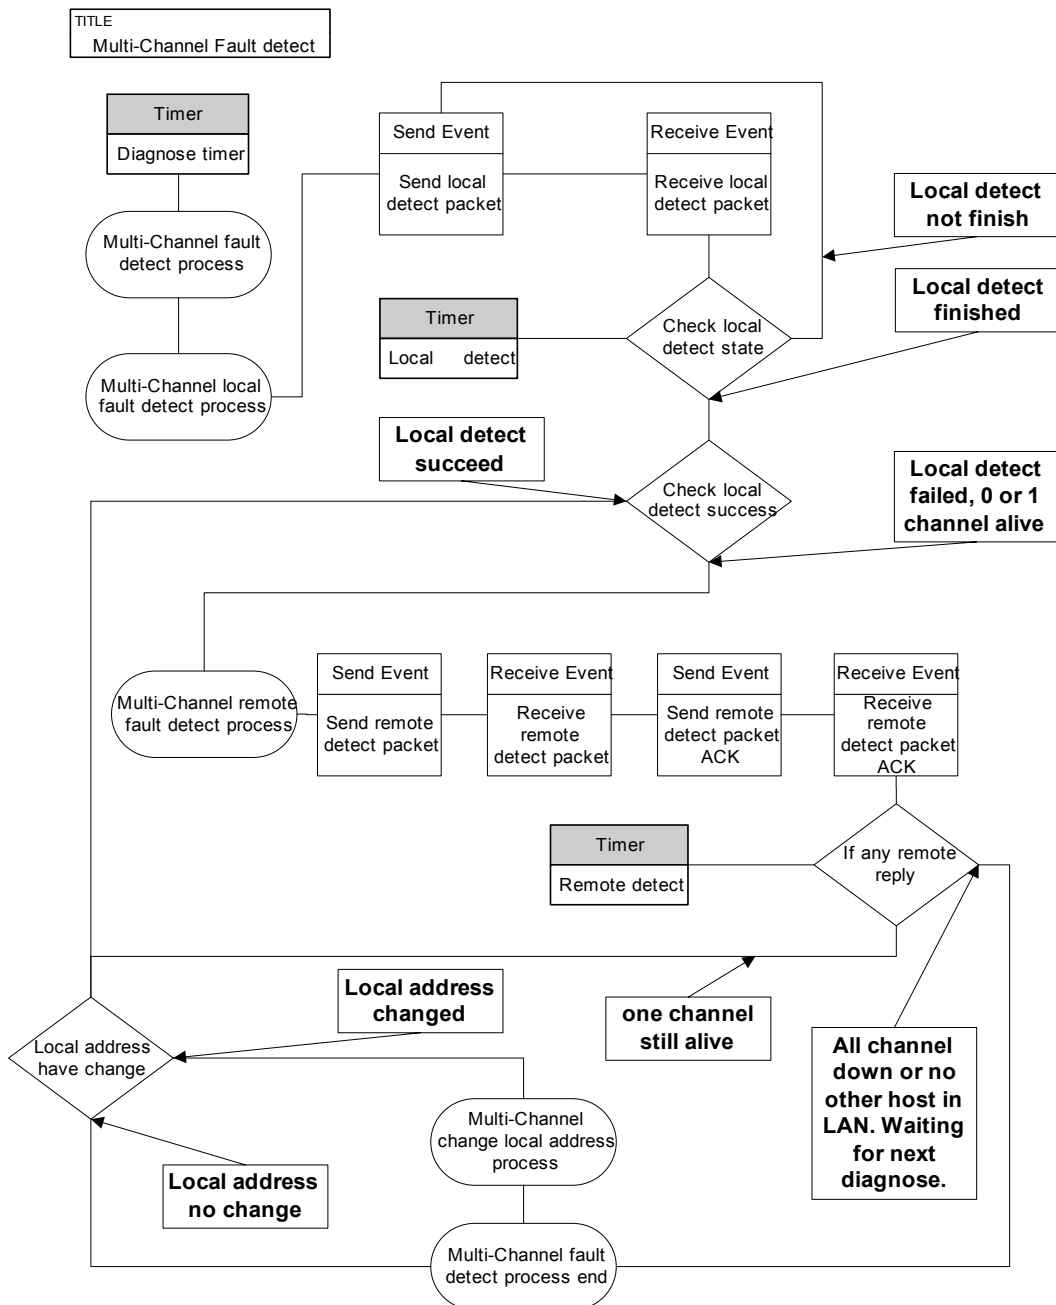 TITLE
Multi-Channel Fault detect
Timer
Diagnose timer
Multi-Channel fault
detect process
Multi-Channel local
fault detect process
Send Event
Send local
detect packet
Receive Event
Receive local
detect packet
Local detect
not finish
Local detect
finished
Timer
Local detect
Check local
detect state
Local detect
succeed
Check local
detect success
Local detect
failed, 0 or 1
channel alive
Multi-Channel remote
fault detect process
Send Event
Send remote
detect packet
Receive Event
Receive
remote
detect packet
Send Event
Send remote
detect packet
ACK
Receive Event
Receive
remote
detect packet
ACK
Timer
Remote detect
If any remote
reply
Local address
changed
one channel
still alive
All channel
down or no
other host in
LAN. Waiting
for next
diagnose.
Local address
have change
Multi-Channel
change local address
process
Local address
no change
Multi-Channel fault
detect process end